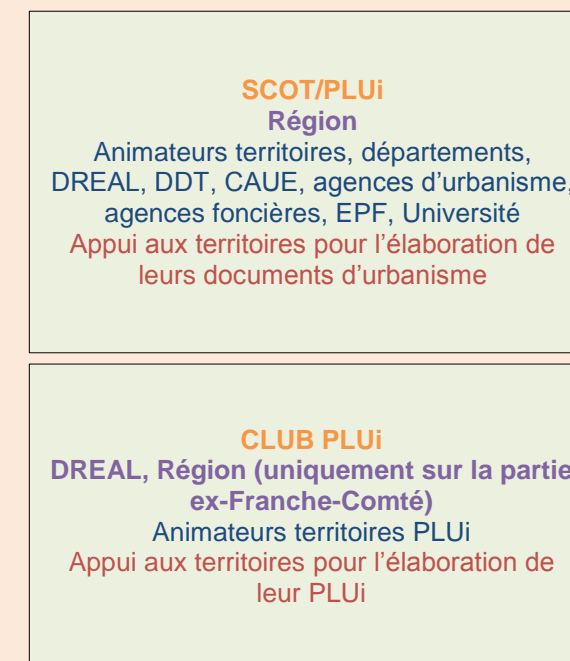 SCOT/PLUi
Région
Animateurs territoires, départements,
DREAL, DDT, CAUE, agences d’urbanisme,
agences foncières, EPF, Université
Appui aux territoires pour l’élaboration de
leurs documents d’urbanisme
CLUB PLUi
DREAL, Région (uniquement sur la partie
ex-Franche-Comté)
Animateurs territoires PLUi
Appui aux territoires pour l’élaboration de
leur PLUi